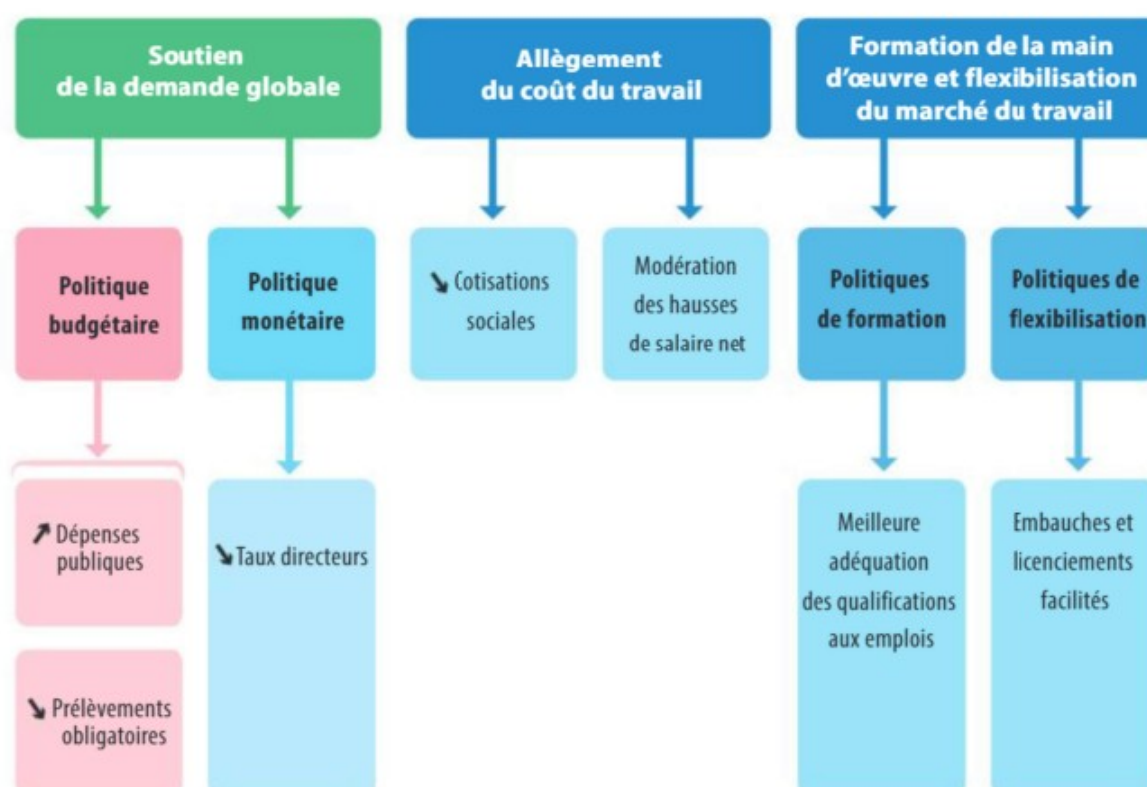 Soutien
de la demande globale
Allègement
du coût du travail
Formation de la main
d'œuvre et flexibilisation
du marché du travail
Politique
budgétaire
Politique
monétaire
↘ Cotisations
sociales
Modération
des hausses
de salaire net
Politiques
de formation
Politiques de
flexibilisation
↗ Dépenses
publiques
↘ Taux directeurs
Meilleure
adéquation
des qualifications
aux emplois
Embauches et
licenciements
facilités
↘ Prélèvements
obligatoires